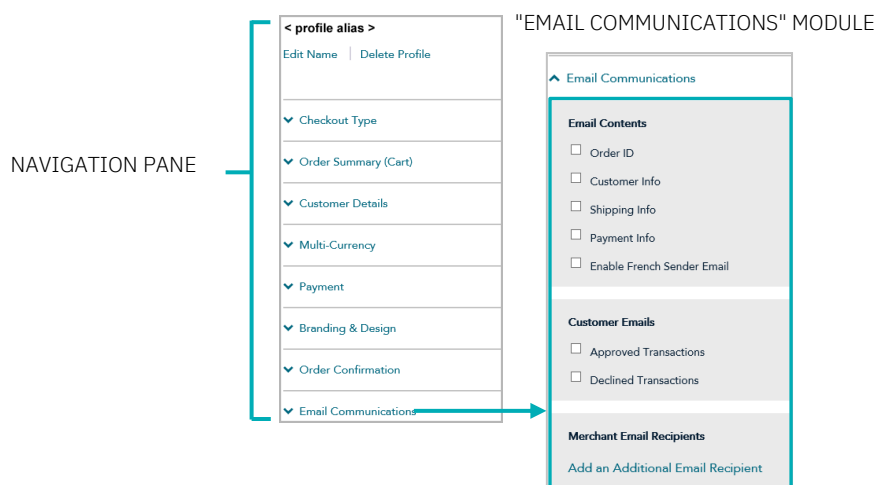 NAVIGATION PANE
< profile alias >
Edit Name | Delete Profile
Checkout Type
Order Summary (Cart)
Customer Details
Multi-Currency
Payment
Branding & Design
Order Confirmation
Email Communications
"EMAIL COMMUNICATIONS" MODULE
Email Communications
Email Contents
Order ID
Customer Info
Shipping Info
Payment Info
Enable French Sender Email
Customer Emails
Approved Transactions
Declined Transactions
Merchant Email Recipients
Add an Additional Email Recipient